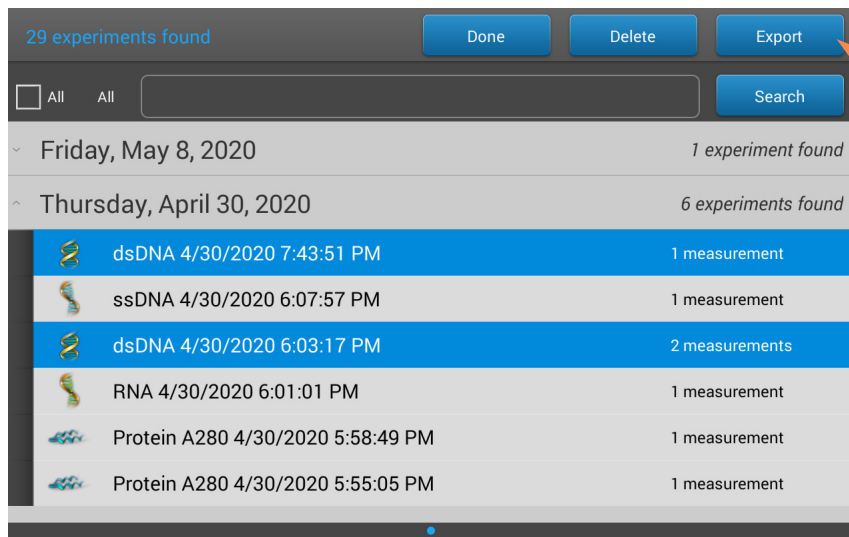 29 experiments found Done Delete Export
All All Search
Friday, May 8, 2020 1 experiment found
Thursday, April 30, 2020 6 experiments found
dsDNA 4/30/2020 7:43:51 PM 1 measurement
ssDNA 4/30/2020 6:07:57 PM 1 measurement
dsDNA 4/30/2020 6:03:17 PM 2 measurements
RNA 4/30/2020 6:01:01 PM 1 measurement
Protein A280 4/30/2020 5:58:49 PM 1 measurement
Protein A280 4/30/2020 5:55:05 PM 1 measurement